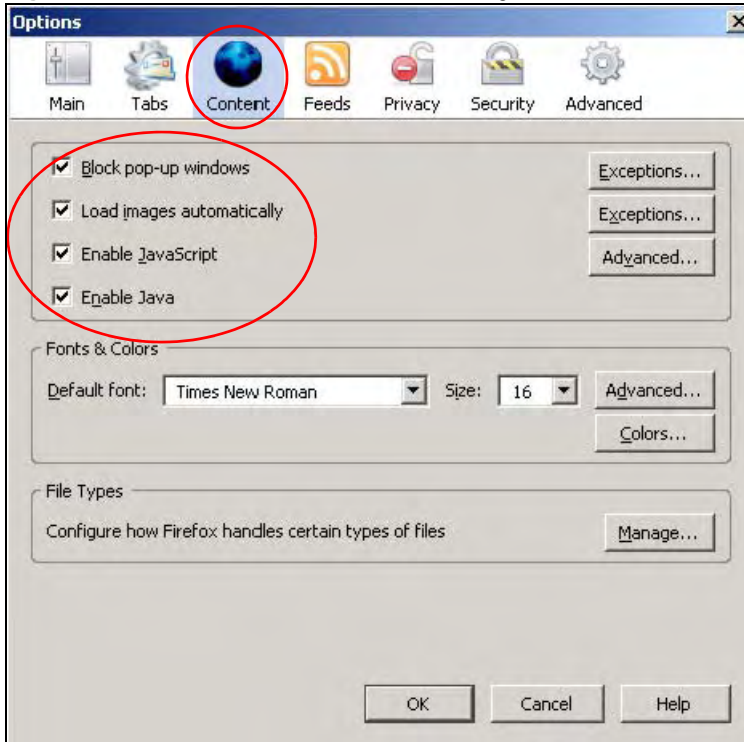 Options
Main Tabs Content Feeds Privacy Security Advanced
Block pop-up windows Exceptions...
Load images automatically Exceptions...
Enable JavaScript Advanced...
Enable Java
Fonts & Colors
Default font: Times New Roman Size: 16 Advanced...
Colors...
File Types
Configure how Firefox handles certain types of files Manage...
OK Cancel Help